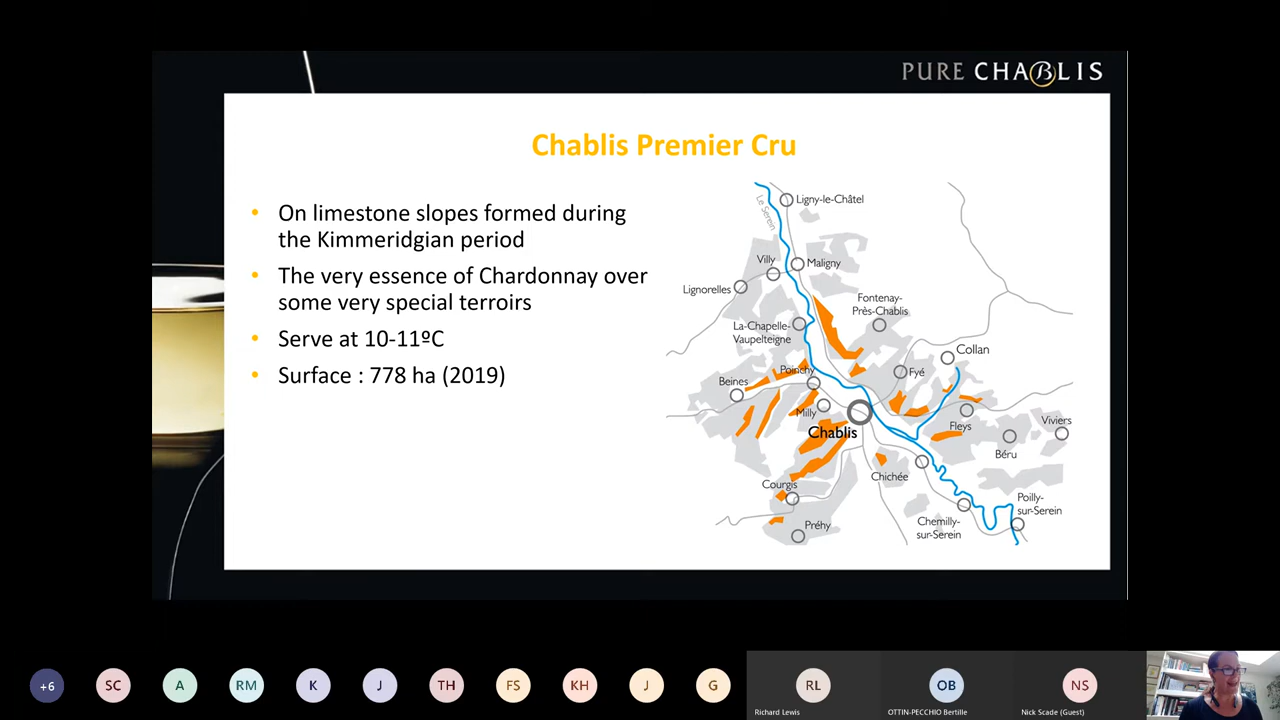 PURE CHABLIS
Chablis Premier Cru
• On limestone slopes formed during
the Kimmeridgian period
• The very essence of Chardonnay over
some very special terroirs
• Serve at 10-11ºC
• Surface : 778 ha (2019)
Le Serein
Ligny-le-Châtel
Villy
Maligny
Lignorelles
Fontenay-
Près-Chablis
La-Chapelle-
Vaupelteigne
Collan
Poinchy
Fyé
Beines
Milly
Chablis
Fleys
Viviers
Béru
Chichée
Courgis
Poilly-
sur-Serein
Préhy
Chemilly-
sur-Serein
+6
SC
A
RM
K
J
TH
FS
KH
J
G
RL
OB
NS
Richard Lewis
OTTIN-PECCHIO Bertille
Nick Scade (Guest)